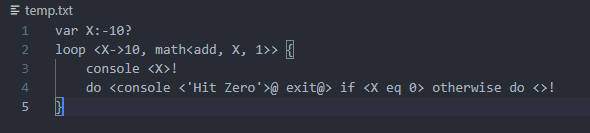 temp.txt
1 var X:-10?
2 loop <X->10, math<add, X, 1>> {
3 console <X>!
4 do <console <'Hit Zero'>@ exit@> if <X eq 0> otherwise do <>!
5 }